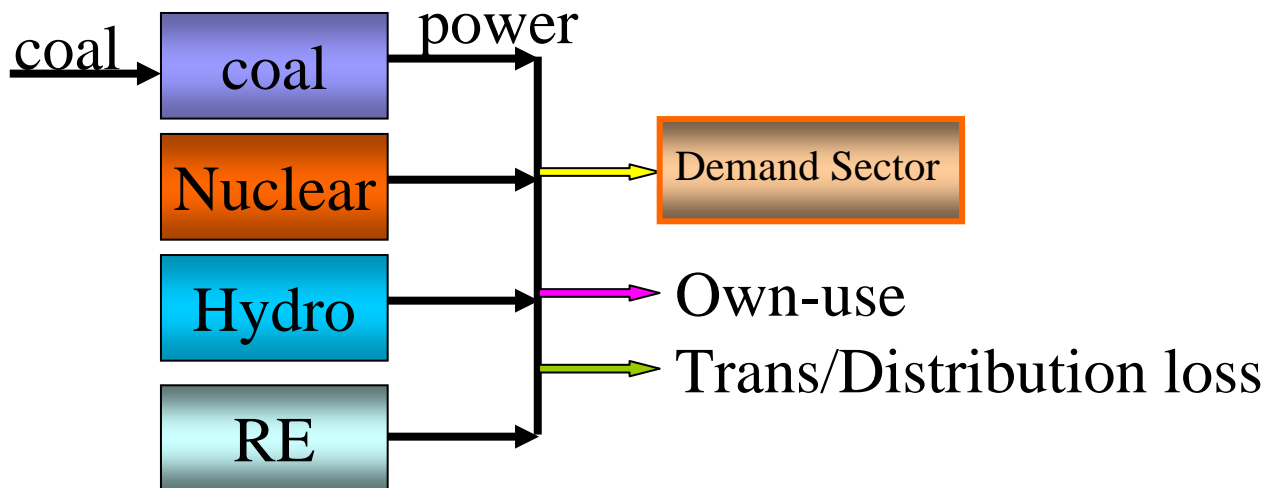 coal
coal
power
Nuclear
Demand Sector
Hydro
Own-use
Trans/Distribution loss
RE